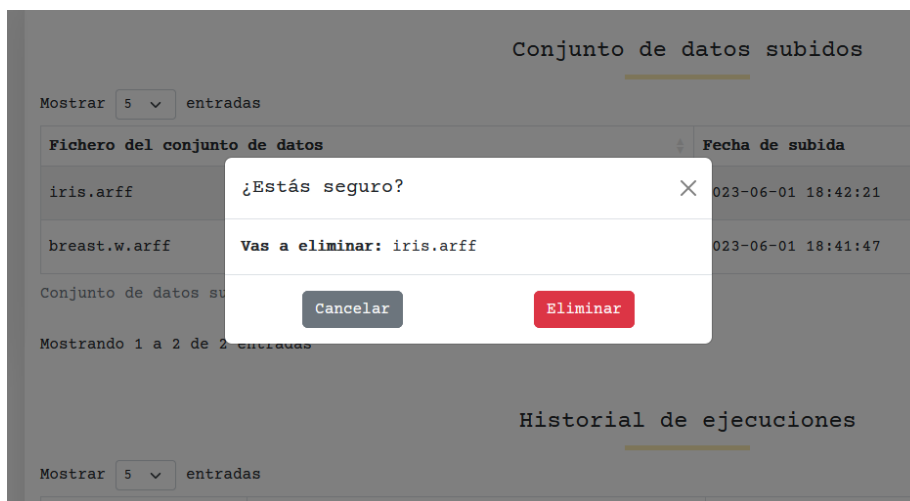 Conjunto de datos subidos
Mostrar 5 entradas
Fichero del conjunto de datos Fecha de subida
¿Estás seguro?
iris.arff 023-06-01 18:42:21
Vas a eliminar: iris.arff
breast.w.arff 023-06-01 18:41:47
Conjunto de datos su
Cancelar Eliminar
Mostrando 1 a 2 de 2 entradas
Historial de ejecuciones
Mostrar 5 entradas